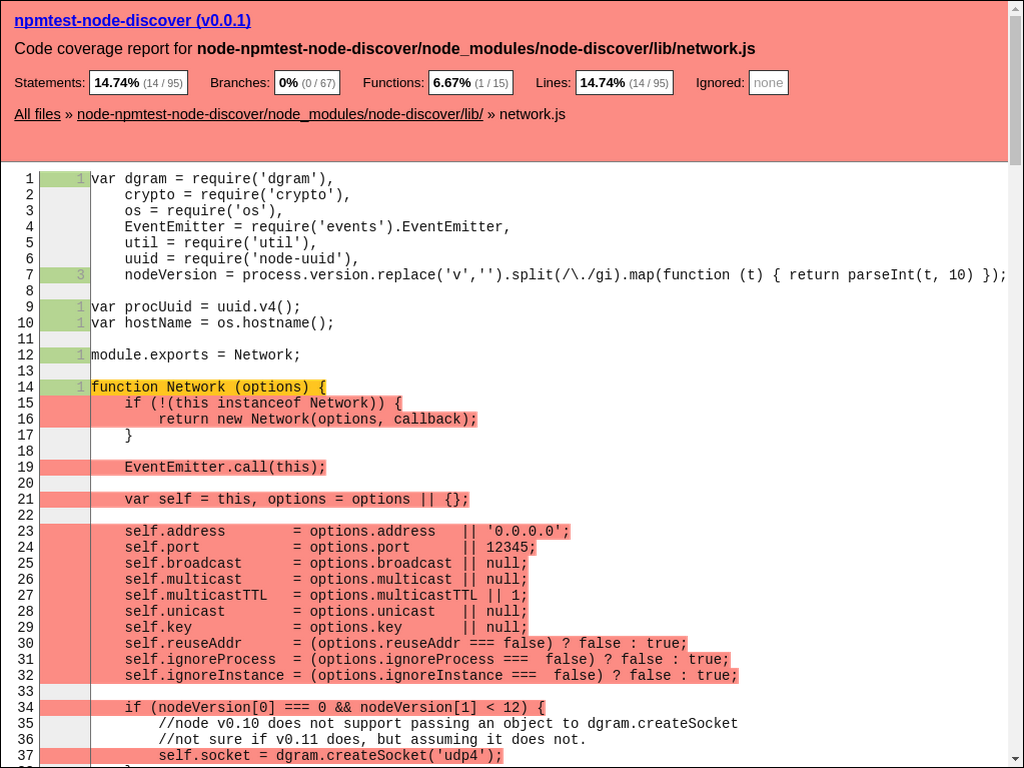 npmtest-node-discover (v0.0.1)
Code coverage report for node-npmtest-node-discover/node_modules/node-discover/lib/network.js
Statements: 14.74% (14 / 95) Branches: 0% (0 / 67) Functions: 6.67% (1 / 15) Lines: 14.74% (14 / 95) Ignored: none
All files » node-npmtest-node-discover/node_modules/node-discover/lib/ » network.js
1 1 var dgram = require('dgram'),
2 crypto = require('crypto'),
3 os = require('os'),
4 EventEmitter = require('events').EventEmitter,
5 util = require('util'),
6 uuid = require('node-uuid'),
7 3 nodeVersion = process.version.replace('v','').split(/\./gi).map(function (t) { return parseInt(t, 10) });
8
9 1 var procUuid = uuid.v4();
10 1 var hostName = os.hostname();
11
12 1 module.exports = Network;
13
14 1 function Network (options) {
15 if (!(this instanceof Network)) {
16 return new Network(options, callback);
17 }
18
19 EventEmitter.call(this);
20
21 var self = this, options = options || {};
22
23 self.address = options.address || '0.0.0.0';
24 self.port = options.port || 12345;
25 self.broadcast = options.broadcast || null;
26 self.multicast = options.multicast || null;
27 self.multicastTTL = options.multicastTTL || 1;
28 self.unicast = options.unicast || null;
29 self.key = options.key || null;
30 self.reuseAddr = (options.reuseAddr === false) ? false : true;
31 self.ignoreProcess = (options.ignoreProcess === false) ? false : true;
32 self.ignoreInstance = (options.ignoreInstance === false) ? false : true;
33
34 if (nodeVersion[0] === 0 && nodeVersion[1] < 12) {
35 //node v0.10 does not support passing an object to dgram.createSocket
36 //not sure if v0.11 does, but assuming it does not.
37 self.socket = dgram.createSocket('udp4');